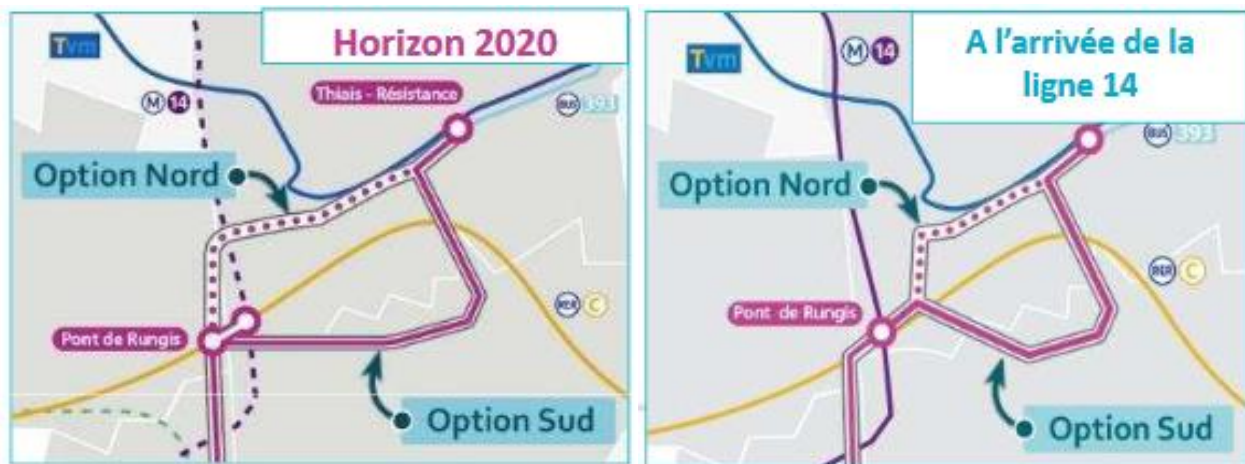 Tvm
Horizon 2020
M 14
Thiais - Résistance
BUS 393
Option Nord
RER C
Pont de Rungis
Option Sud
Tvm
M 14
A l'arrivée de la
ligne 14
BUS 393
Option Nord
RER C
Pont de Rungis
Option Sud